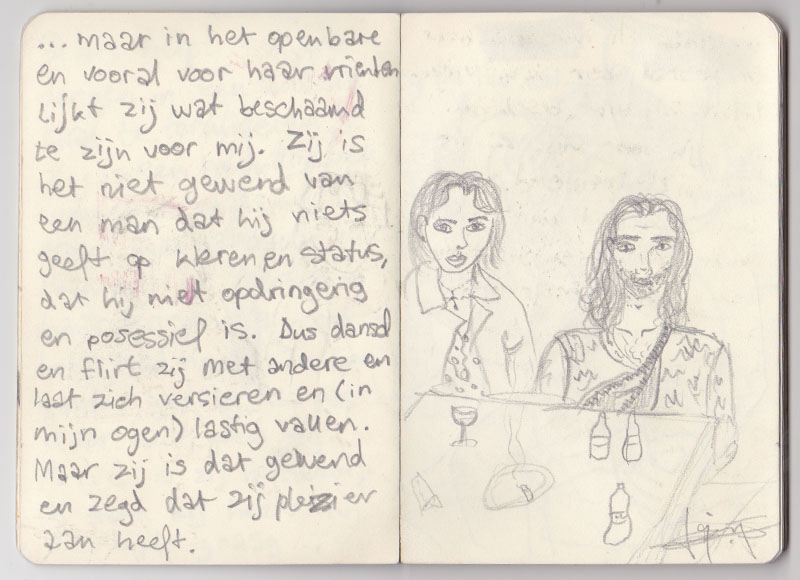 ... maar in het openbare
en vooral voor haar vrienten
lijkt zij wat beschaamd
te zijn voor mij. Zij is
het niet gewend van
een man dat hij niets
geeft op kleren en status,
dat hij niet opdringerig
en posessief is. Dus dansd
en flirt zij met andere en
laat zich versieren en (in
mijn ogen) lastig vallen.
Maar zij is dat gewend
en zegd dat zij pleizier
aan heeft.